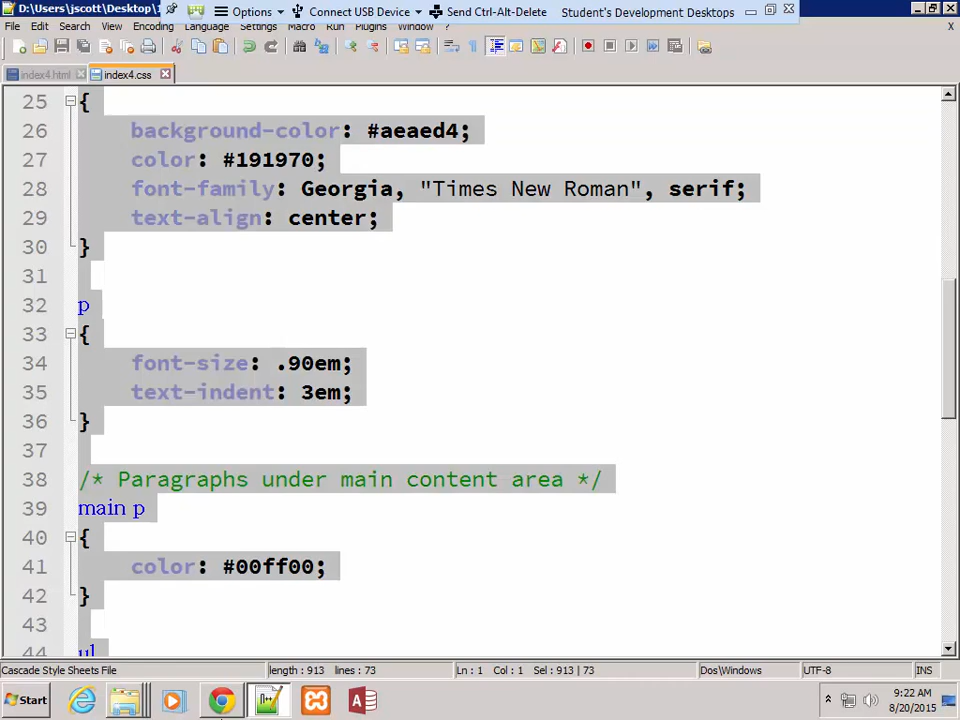 D:\Users\jscott\Desktop\
Options Connect USB Device Send Ctrl-Alt-Delete Student's Development Desktops
File Edit Search View Encoding Language Settings Macro Run Plugins Window ? X
index4.html index4.css
25 {
26 background-color: #aeaed4;
27 color: #191970;
28 font-family: Georgia, "Times New Roman", serif;
29 text-align: center;
30 }
31
32 p
33 {
34 font-size: .90em;
35 text-indent: 3em;
36 }
37
38 /* Paragraphs under main content area */
39 main p
40 {
41 color: #00ff00;
42 }
43
44 ul
Cascade Style Sheets File length : 913 lines : 73 Ln : 1 Col : 1 Sel : 913 | 73 Dos\Windows UTF-8 INS
Start 9:22 AM
8/20/2015